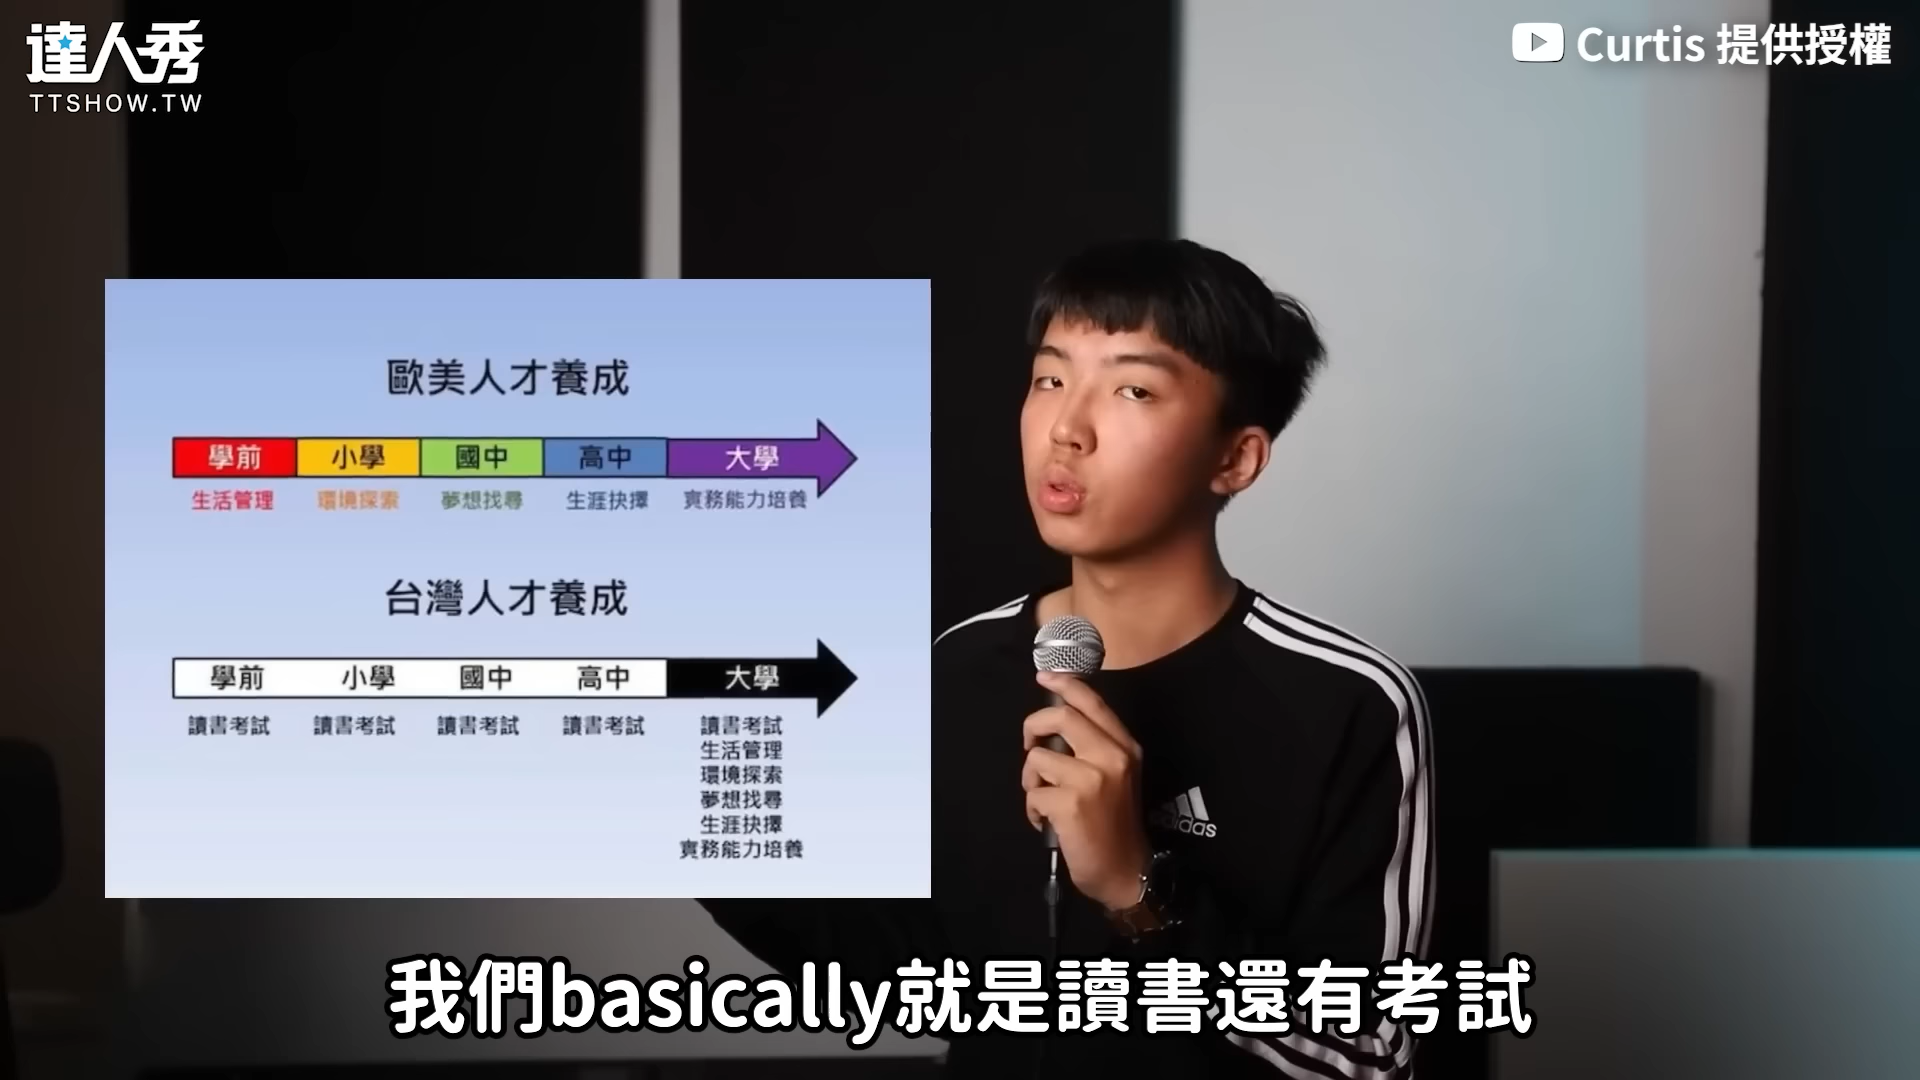 達人秀
TTSHOW.TW
Curtis 提供授權
歐美人才養成
學前 小學 國中 高中 大學
生活管理 環境探索 夢想找尋 生涯抉擇 實務能力培養
台灣人才養成
學前 小學 國中 高中 大學
讀書考試 讀書考試 讀書考試 讀書考試 讀書考試
生活管理
環境探索
夢想找尋
生涯抉擇
實務能力培養
adidas
我們basically就是讀書還有考試